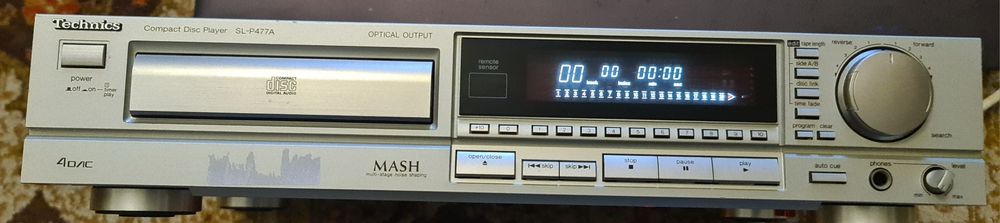 Technics
Compact Disc Player SL-P477A
OPTICAL OUTPUT
power
off on
timer
play
COMPACT
disc
DIGITAL AUDIO
remote
sensor
00 00 00:00
track index min sec
+10 0 1 2 3 4 5 6 7 8 9 10
edit tape length
side A/B
disc link
time fade
program clear
reverse forward
search
4DAC
MASH
multi-stage noise shaping
open/close
skip skip
stop
pause
play
auto cue
phones
level
min max